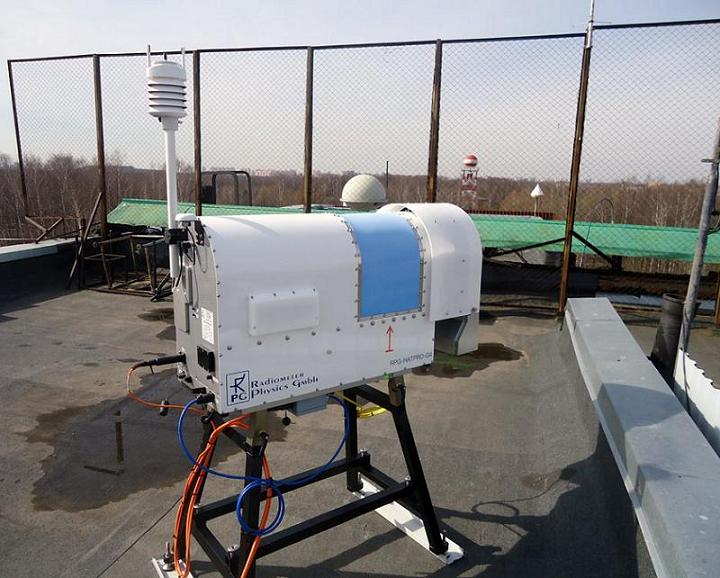 RPG-HATPRO-G4
RPG
Radiometer
Physics GmbH